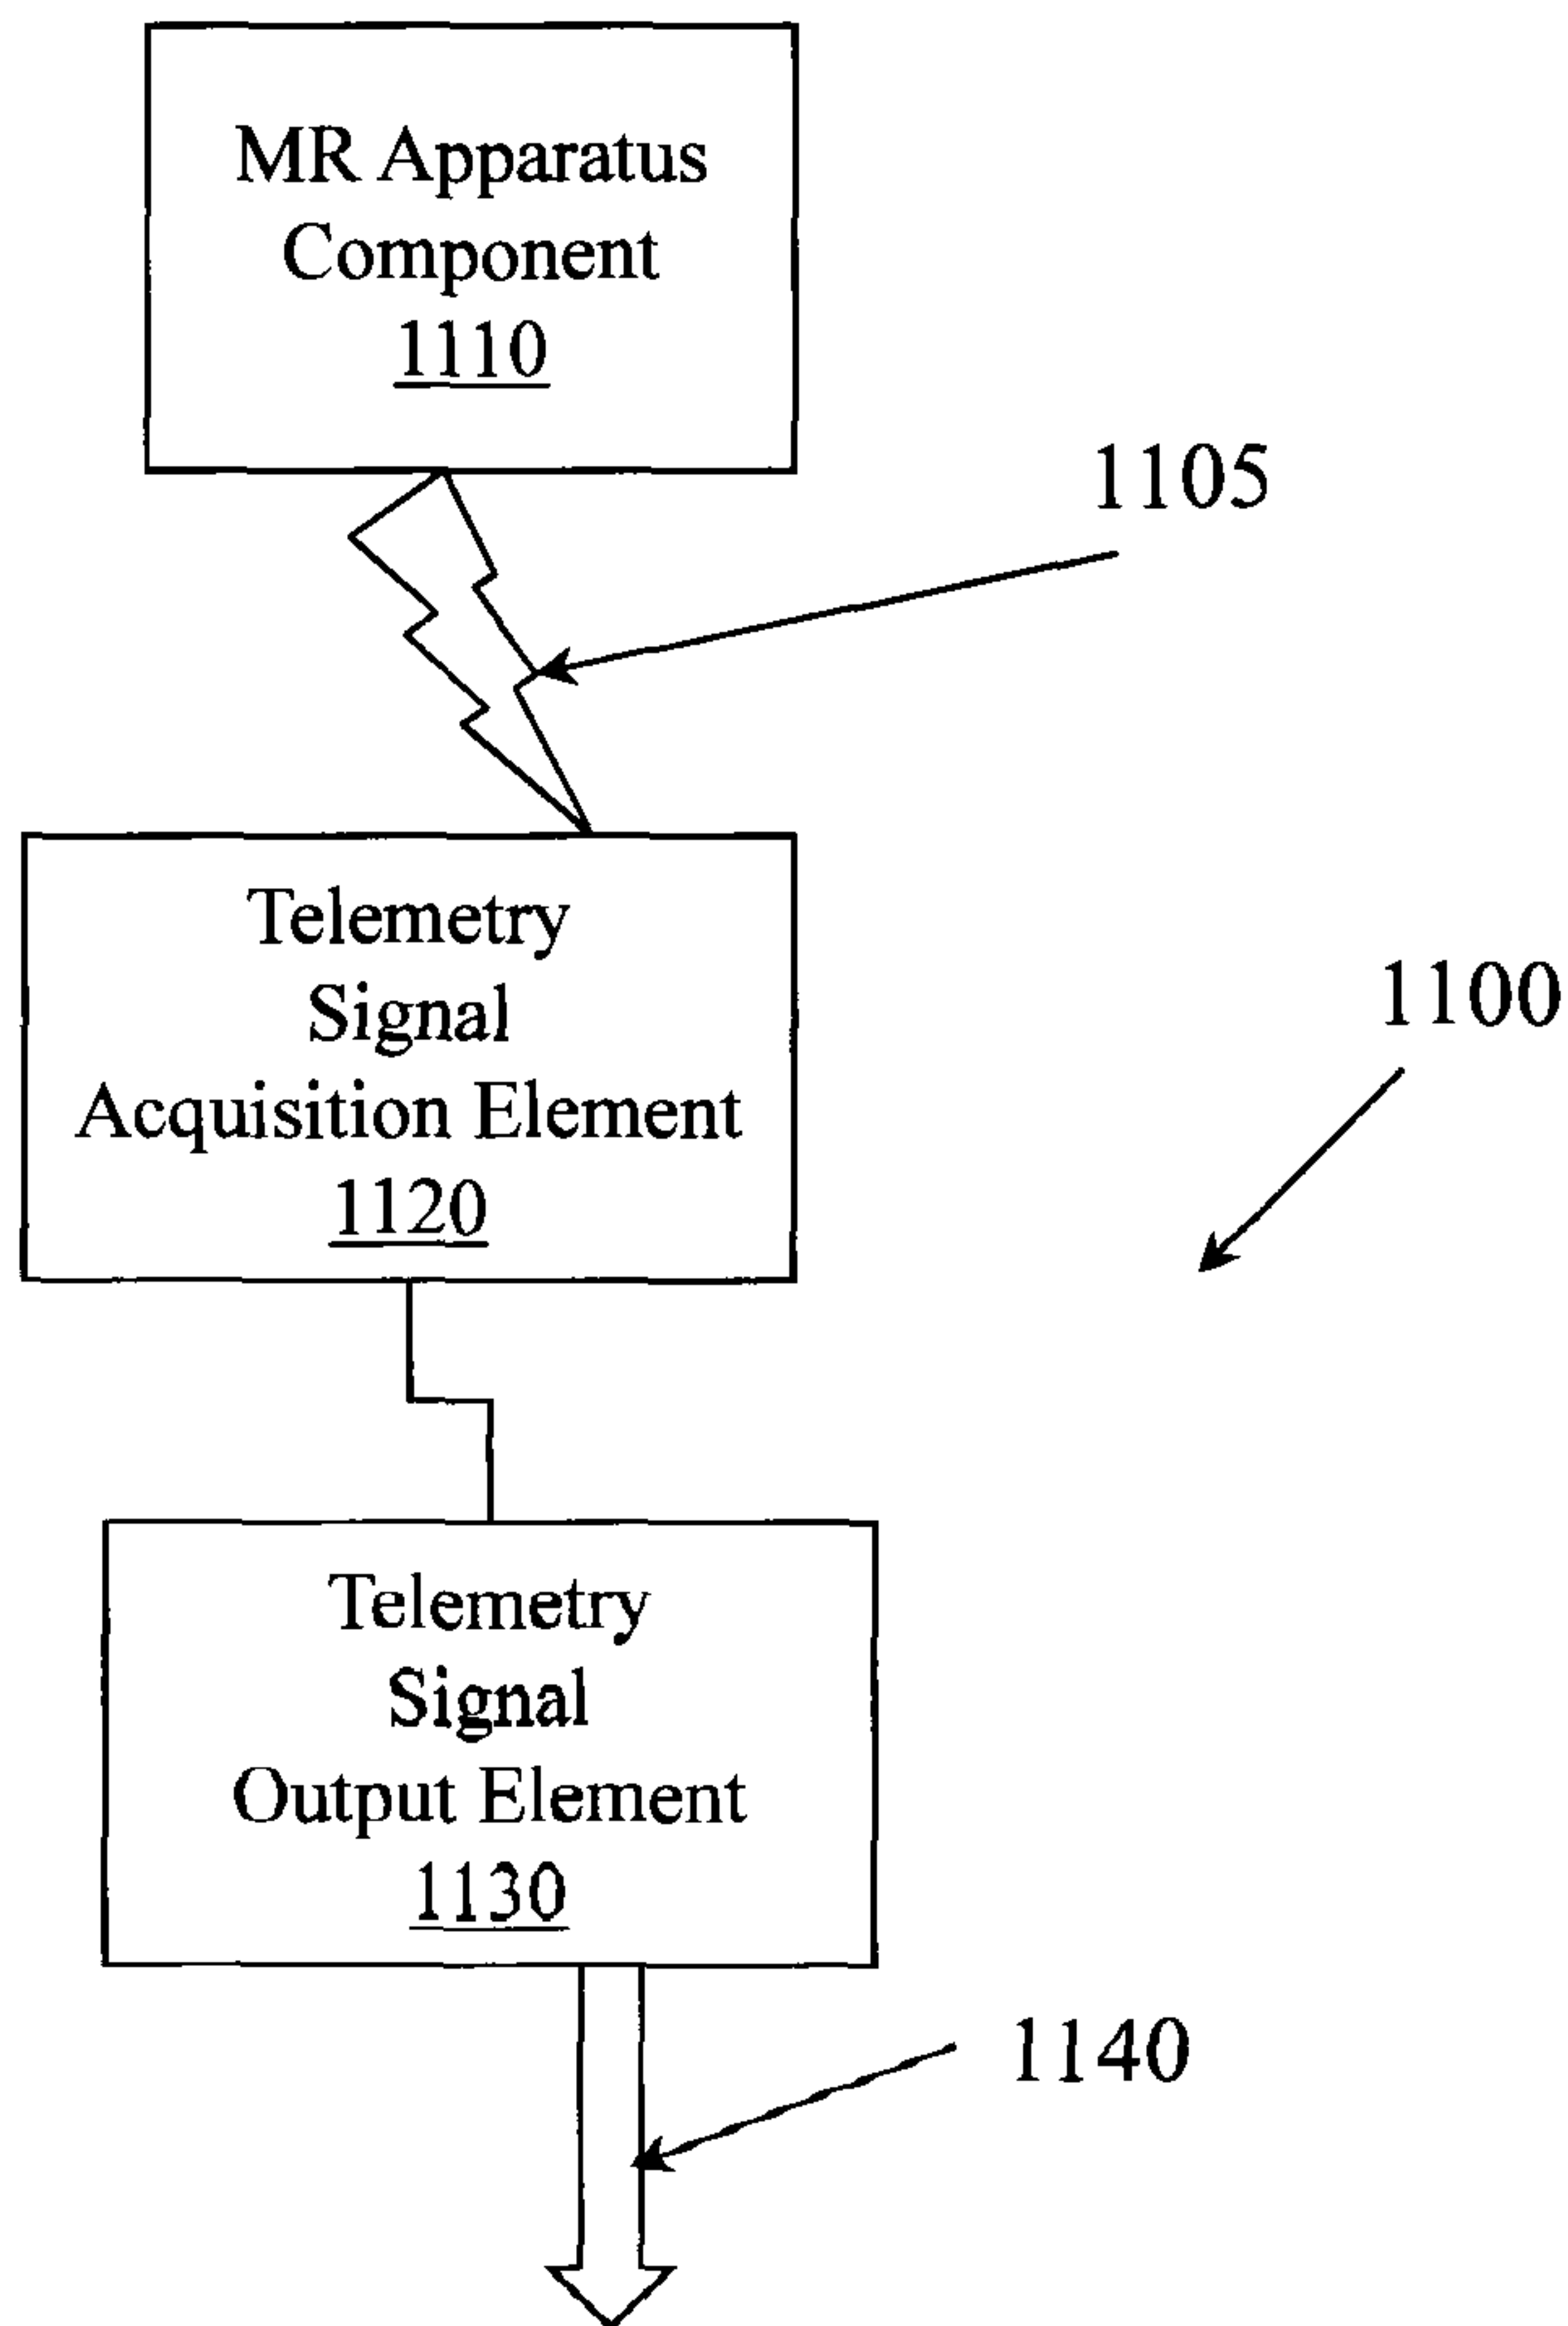 MR Apparatus
Component
1110
1105
Telemetry
Signal
Acquisition Element
1120
1100
Telemetry
Signal
Output Element
1130
1140